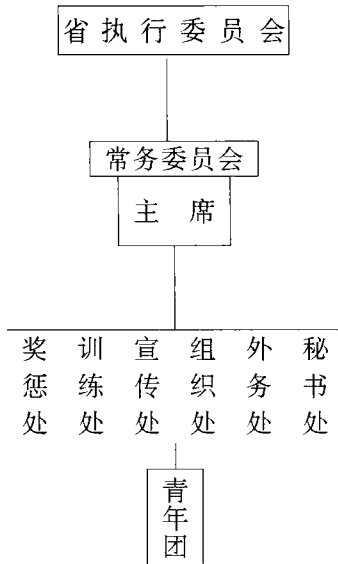 省执行委员会
常务委员会
主席
奖惩处
训练处
宣传处
组织处
外务处
秘书处
青年团